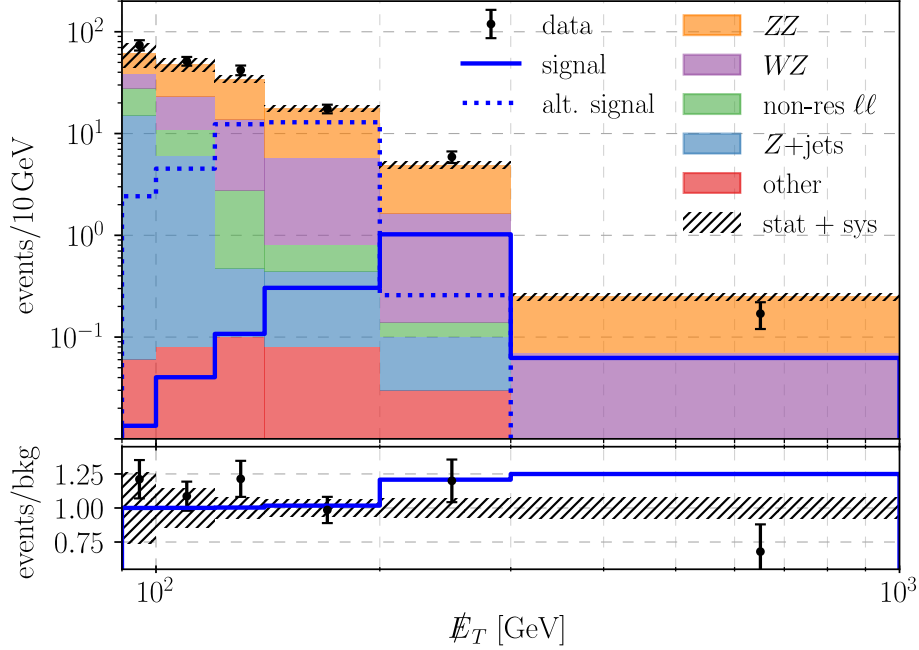 events/10 GeV
10²
10¹
10⁰
10⁻¹
data
signal
alt. signal
ZZ
WZ
non-res ℓℓ
Z+jets
other
stat + sys
events/bkg
1.25
1.00
0.75
10²
10³
E̸_T [GeV]